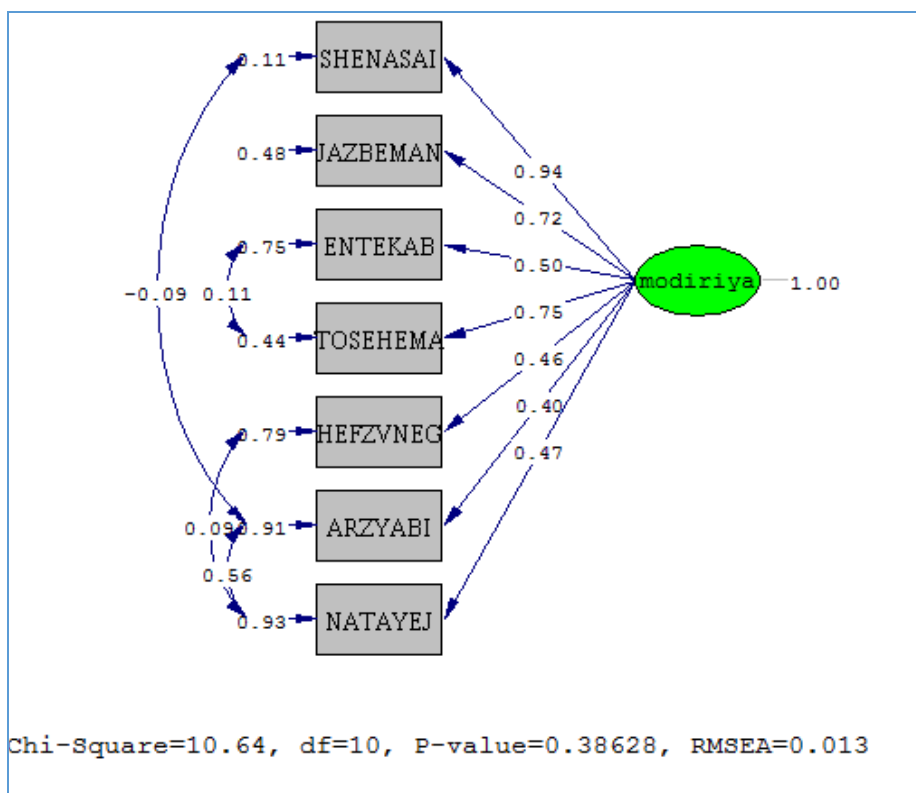 0.11 SHENASAI
0.94
0.48 JAZBEMAN
0.72
0.75 ENTEKAB
0.50
modiriya 1.00
-0.09 0.11
0.75
0.44 TOSEHEMA
0.46
0.40
0.79 HEFZVNEG
0.47
0.09 0.91 ARZYABI
0.56
0.93 NATAYEJ
Chi-Square=10.64, df=10, P-value=0.38628, RMSEA=0.013